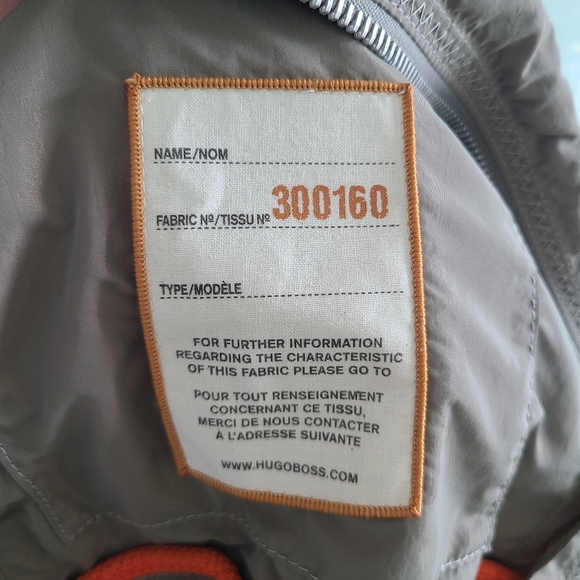 NAME/NOM
FABRIC Nº/TISSU Nº 300160
TYPE/MODÈLE
FOR FURTHER INFORMATION
REGARDING THE CHARACTERISTIC
OF THIS FABRIC PLEASE GO TO
POUR TOUT RENSEIGNEMENT
CONCERNANT CE TISSU,
MERCI DE NOUS CONTACTER
À L'ADRESSE SUIVANTE
WWW.HUGOBOSS.COM